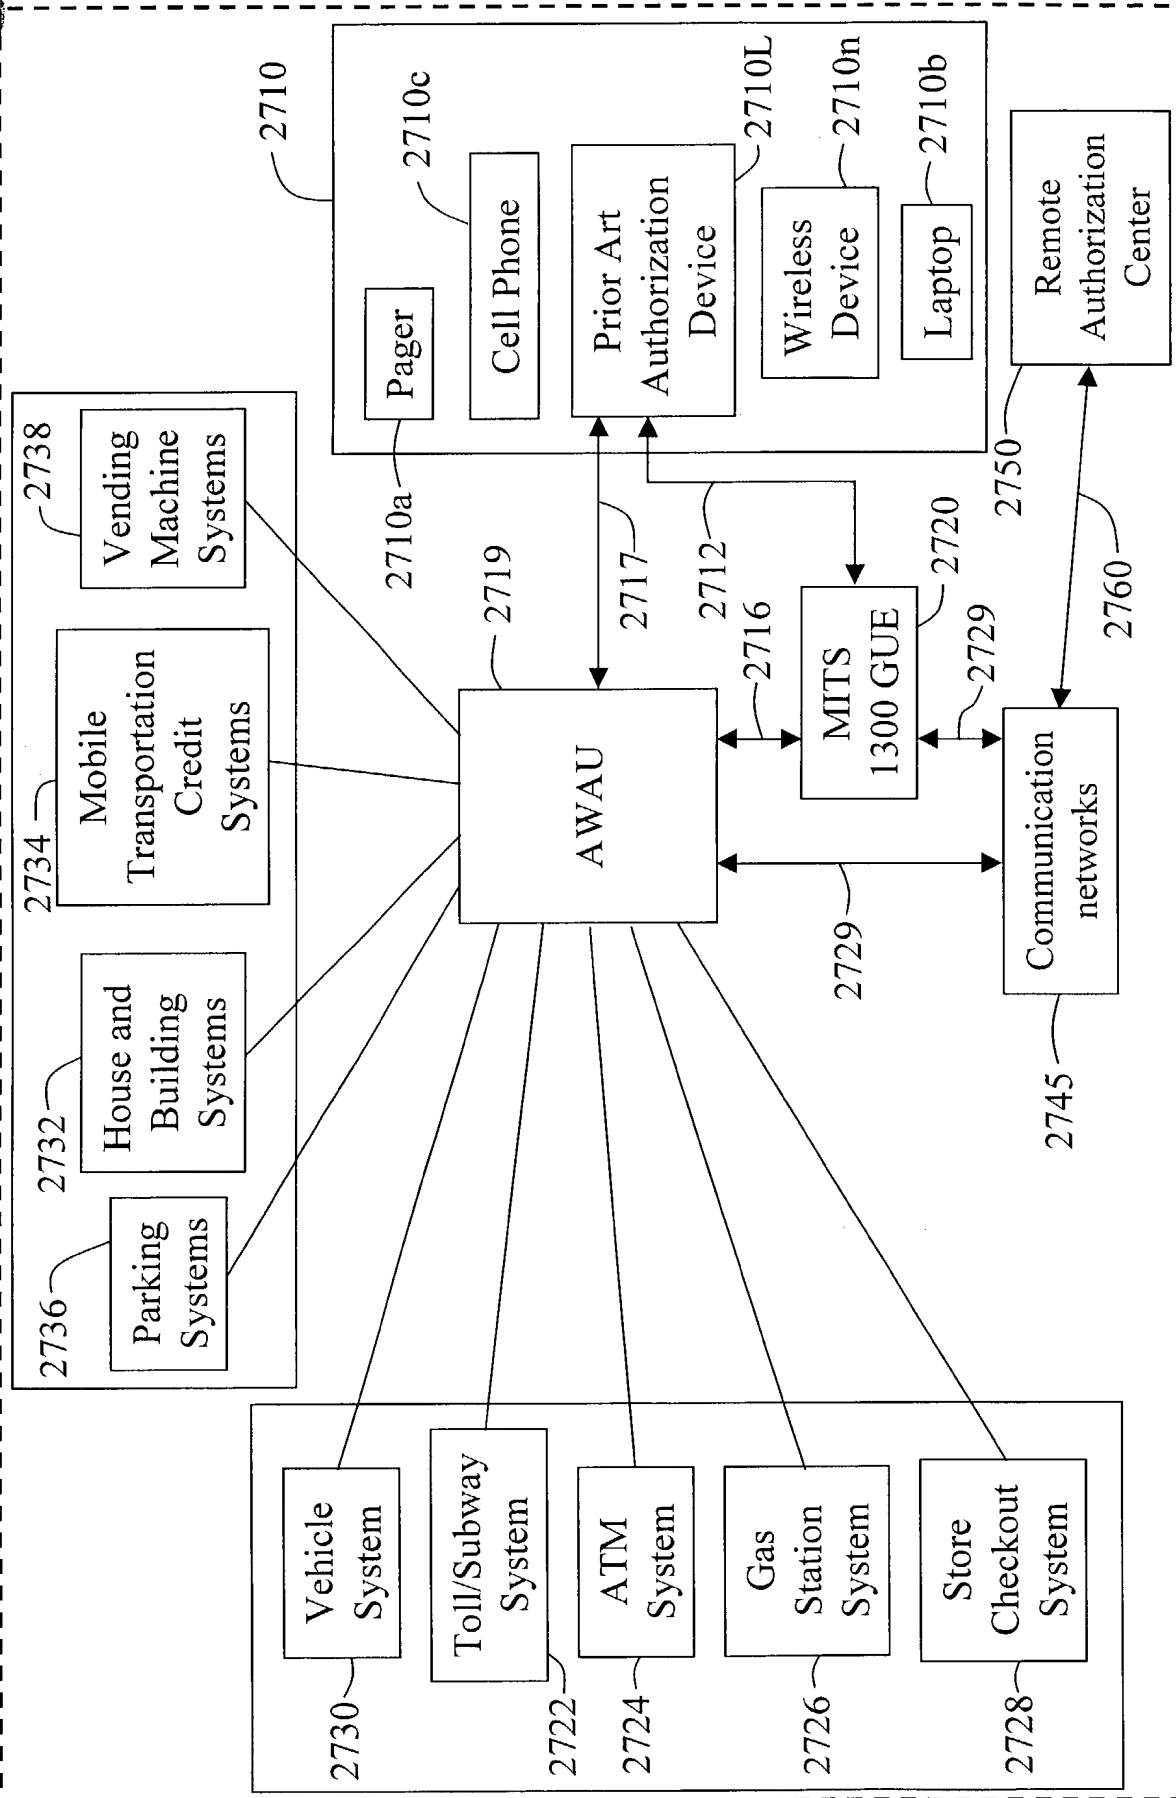 2736
Parking
Systems
2732
House and
Building
Systems
2734
Mobile
Transportation
Credit
Systems
2738
Vending
Machine
Systems
2710
2710a
Pager
2710c
Cell Phone
Prior Art
Authorization
Device
2710L
Wireless
Device
2710n
Laptop
2710b
2730
Vehicle
System
2722
Toll/Subway
System
2724
ATM
System
2726
Gas
Station
System
2728
Store
Checkout
System
2719
AWAU
2717
2712
2716
MITS
1300 GUE
2720
2729
2729
2745
Communication
networks
2760
2750
Remote
Authorization
Center